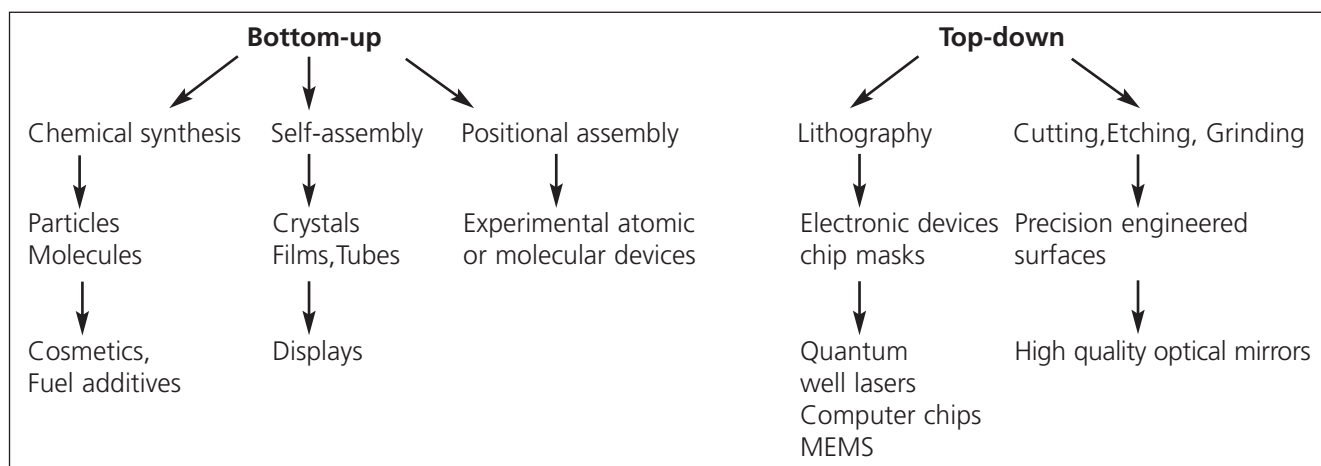 Bottom-up
Top-down
Chemical synthesis
Self-assembly
Positional assembly
Lithography
Cutting,Etching, Grinding
Particles
Molecules
Crystals
Films,Tubes
Experimental atomic
or molecular devices
Electronic devices
chip masks
Precision engineered
surfaces
Cosmetics,
Fuel additives
Displays
Quantum
well lasers
Computer chips
MEMS
High quality optical mirrors